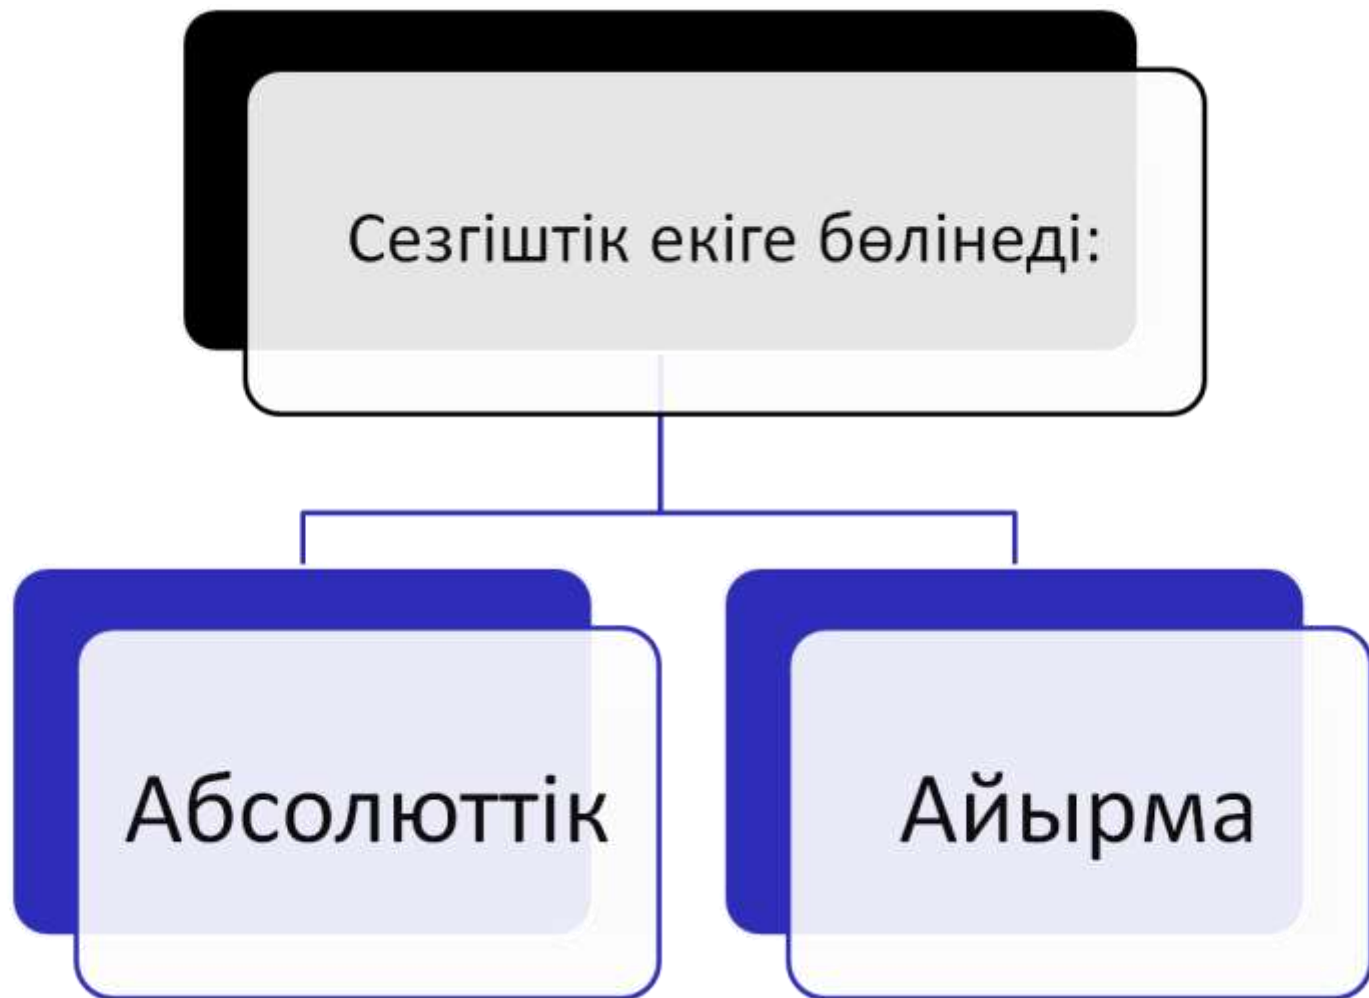 Сезгіштік екіге бөлінеді:
Абсолюттік
Айырма